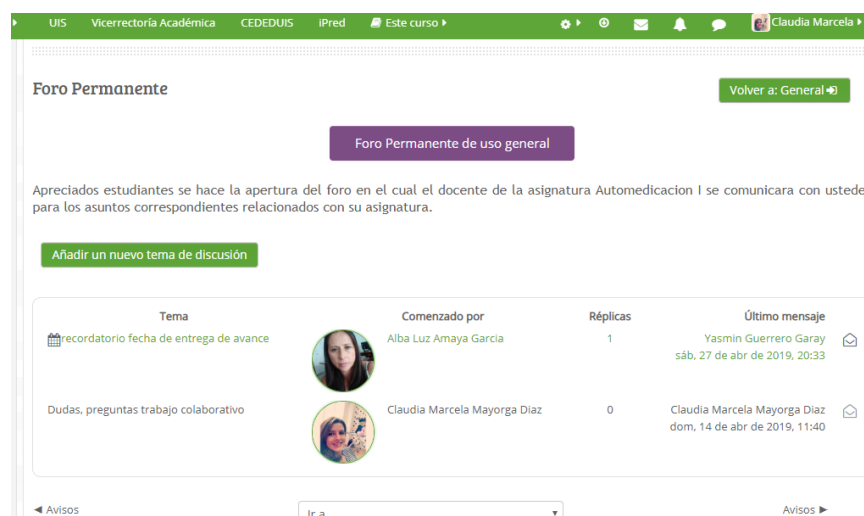 UIS Vicerrectoría Académica CEDEDUIS iPred Este curso Claudia Marcela
Foro Permanente
Volver a: General
Foro Permanente de uso general
Apreciados estudiantes se hace la apertura del foro en el cual el docente de la asignatura Automedicacion I se comunicara con ustede
para los asuntos correspondientes relacionados con su asignatura.
Añadir un nuevo tema de discusión
Tema Comenzado por Réplicas Último mensaje
recordatorio fecha de entrega de avance Alba Luz Amaya Garcia 1 Yasmin Guerrero Garay
sáb, 27 de abr de 2019, 20:33
Dudas, preguntas trabajo colaborativo Claudia Marcela Mayorga Diaz 0 Claudia Marcela Mayorga Diaz
dom, 14 de abr de 2019, 11:40
◄ Avisos Ir a... Avisos ►